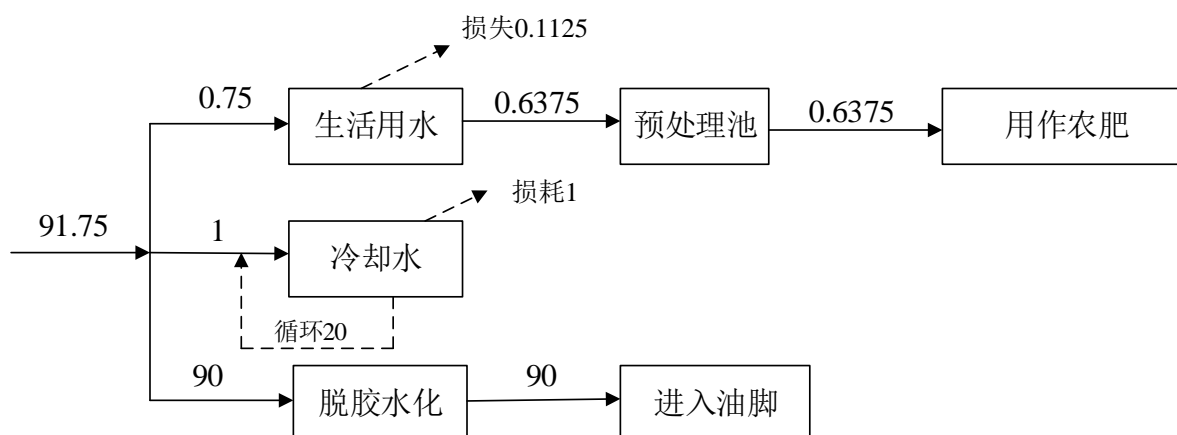 损失0.1125
0.75
生活用水
0.6375
预处理池
0.6375
用作农肥
损耗1
91.75
1
冷却水
循环20
90
脱胶水化
90
进入油脚